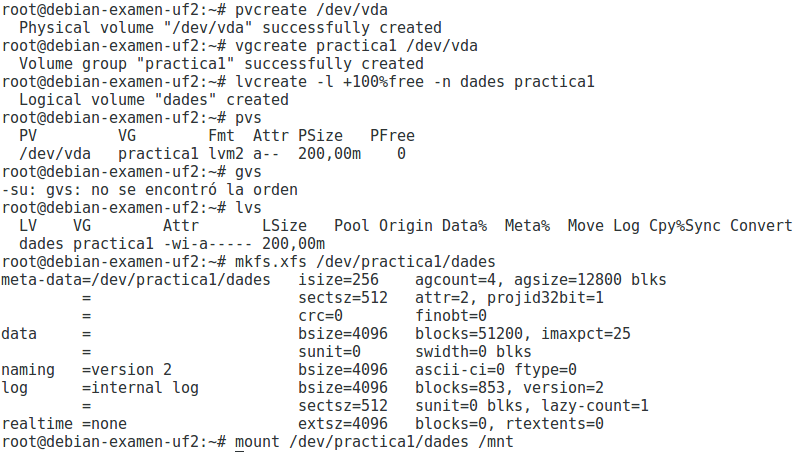 root@debian-examen-uf2:~# pvcreate /dev/vda
  Physical volume "/dev/vda" successfully created
root@debian-examen-uf2:~# vgcreate practica1 /dev/vda
  Volume group "practica1" successfully created
root@debian-examen-uf2:~# lvcreate -l +100%free -n dades practica1
  Logical volume "dades" created
root@debian-examen-uf2:~# pvs
  PV         VG        Fmt  Attr PSize   PFree
  /dev/vda   practica1 lvm2 a--  200,00m    0
root@debian-examen-uf2:~# gvs
-su: gvs: no se encontró la orden
root@debian-examen-uf2:~# lvs
  LV    VG        Attr       LSize   Pool Origin Data%  Meta%  Move Log Cpy%Sync Convert
  dades practica1 -wi-a----- 200,00m
root@debian-examen-uf2:~# mkfs.xfs /dev/practica1/dades
meta-data=/dev/practica1/dades   isize=256    agcount=4, agsize=12800 blks
         =                       sectsz=512   attr=2, projid32bit=1
         =                       crc=0        finobt=0
data     =                       bsize=4096   blocks=51200, imaxpct=25
         =                       sunit=0      swidth=0 blks
naming   =version 2              bsize=4096   ascii-ci=0 ftype=0
log      =internal log           bsize=4096   blocks=853, version=2
         =                       sectsz=512   sunit=0 blks, lazy-count=1
realtime =none                   extsz=4096   blocks=0, rtextents=0
root@debian-examen-uf2:~# mount /dev/practica1/dades /mnt